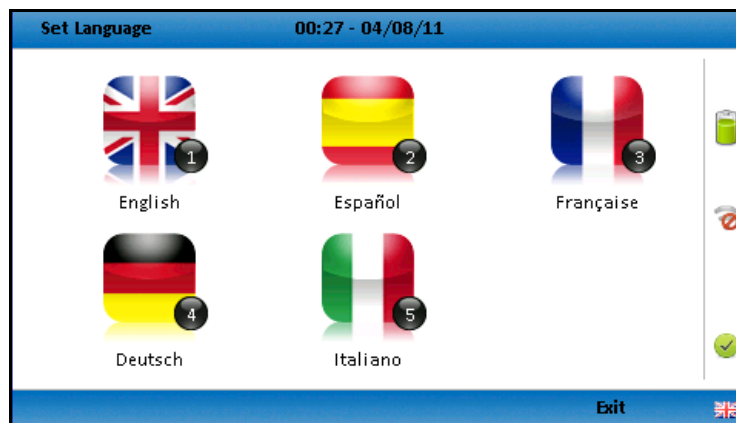 Set Language 00:27 - 04/08/11
1 2 3
English Español Française
4 5
Deutsch Italiano
Exit